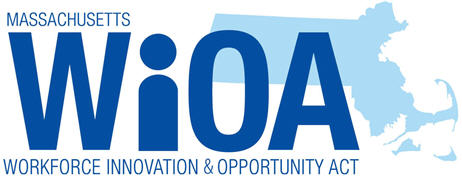 MASSACHUSETTS
WiOA
WORKFORCE INNOVATION & OPPORTUNITY ACT